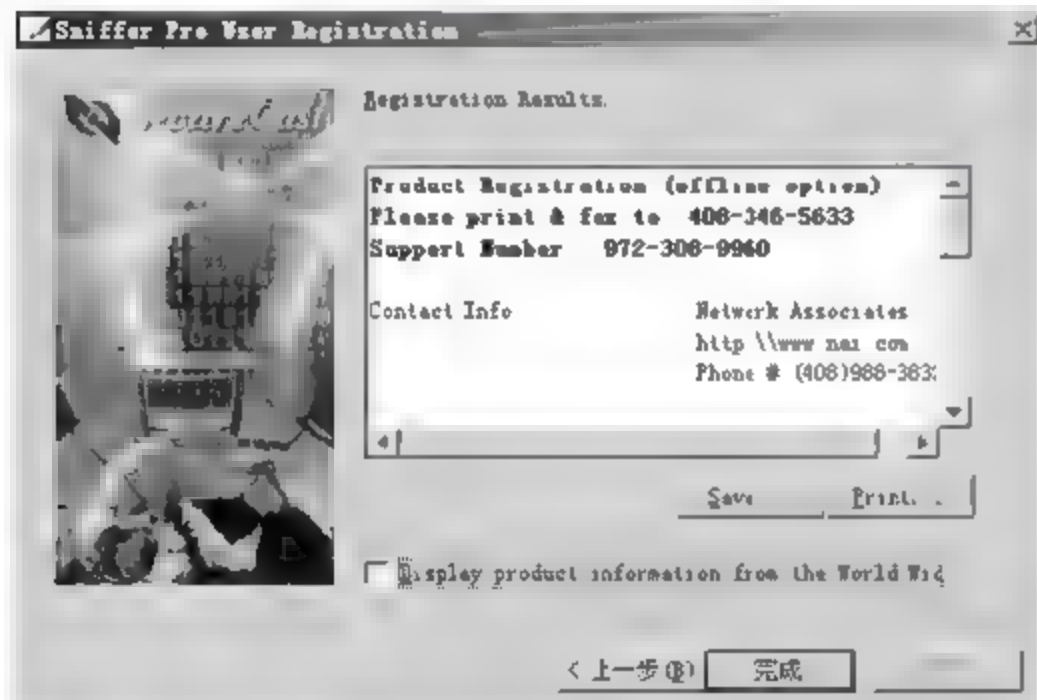 Sniffer Pro User Registration
Registration Results.
Product Registration (offline option)
Please print & fax to 408-346-5633
Support Number 972-308-9960
Contact Info Network Associates
http \\www nai com
Phone # (408)988-383
Save Print. .
Display product information from the World Wid
< 上一步(B) 完成